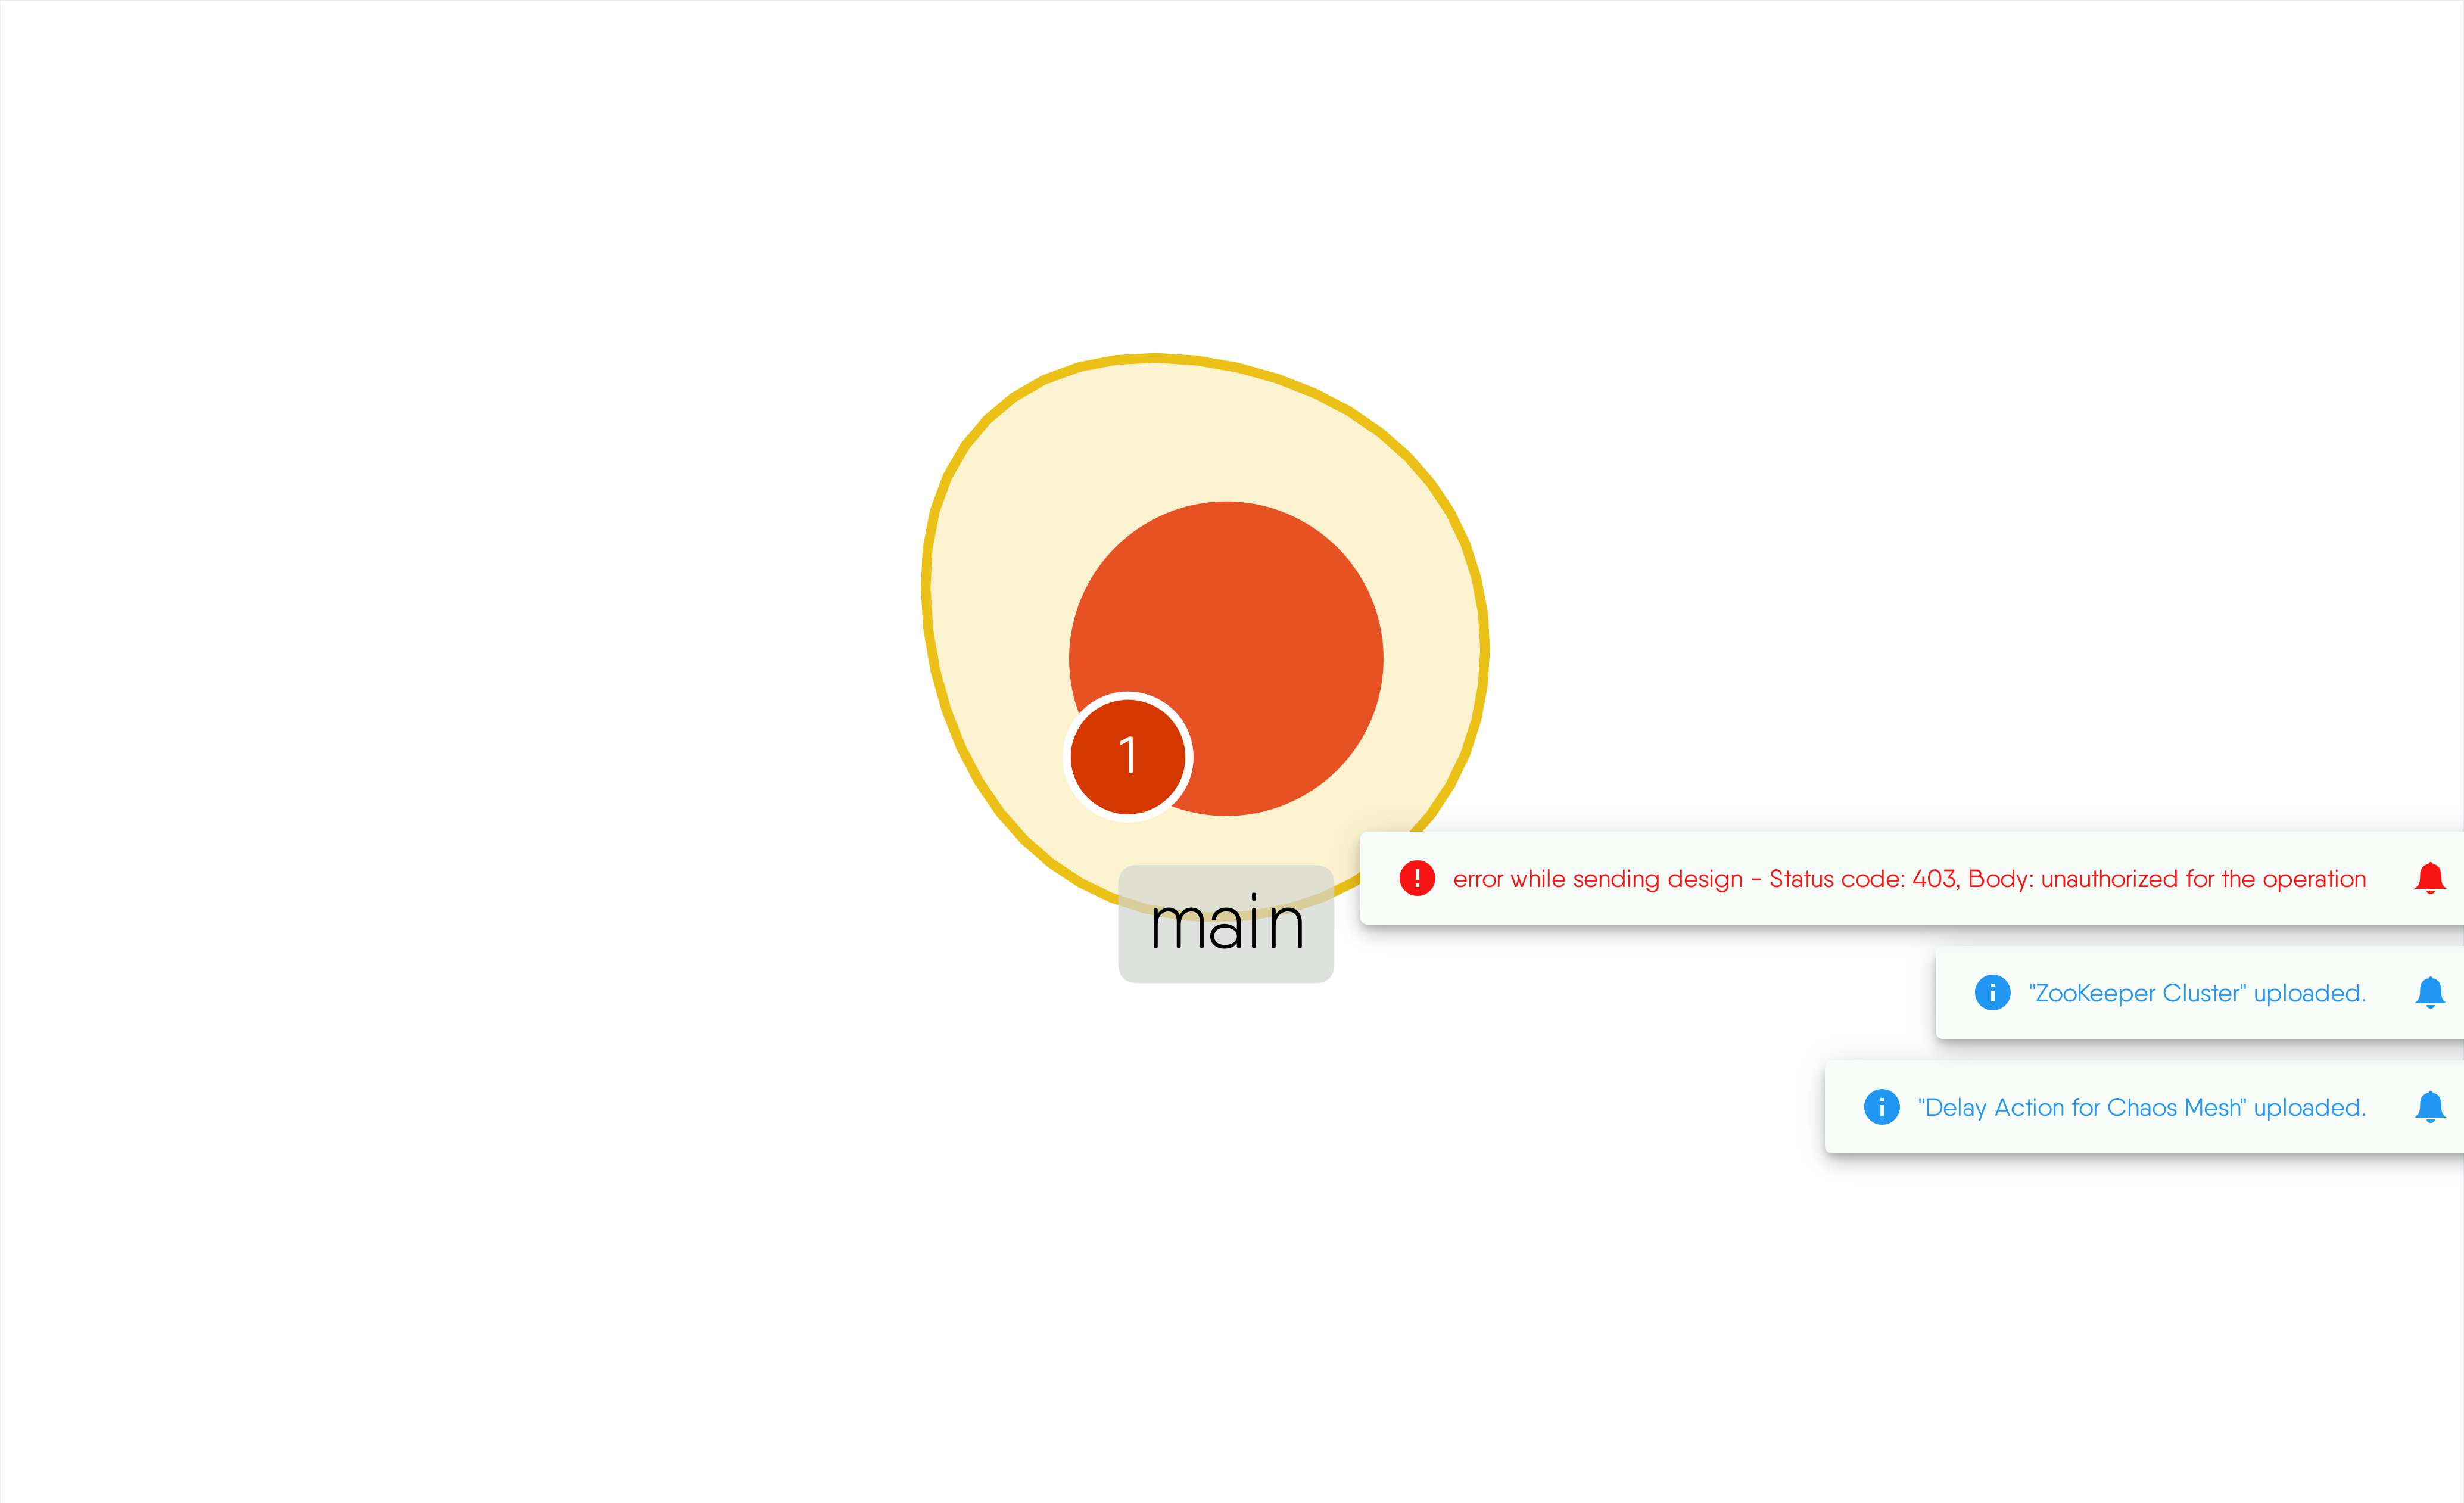 1
main
error while sending design - Status code: 403, Body: unauthorized for the operation
"ZooKeeper Cluster" uploaded.
"Delay Action for Chaos Mesh" uploaded.